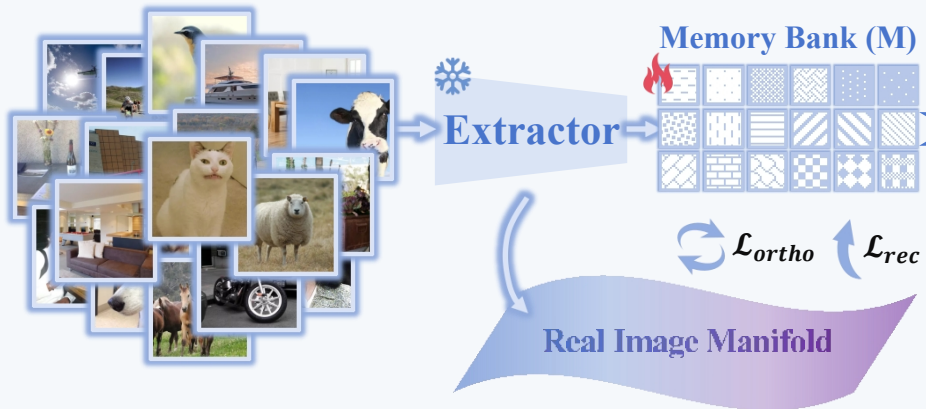 Memory Bank (M)
Extractor
ℒortho
ℒrec
Real Image Manifold